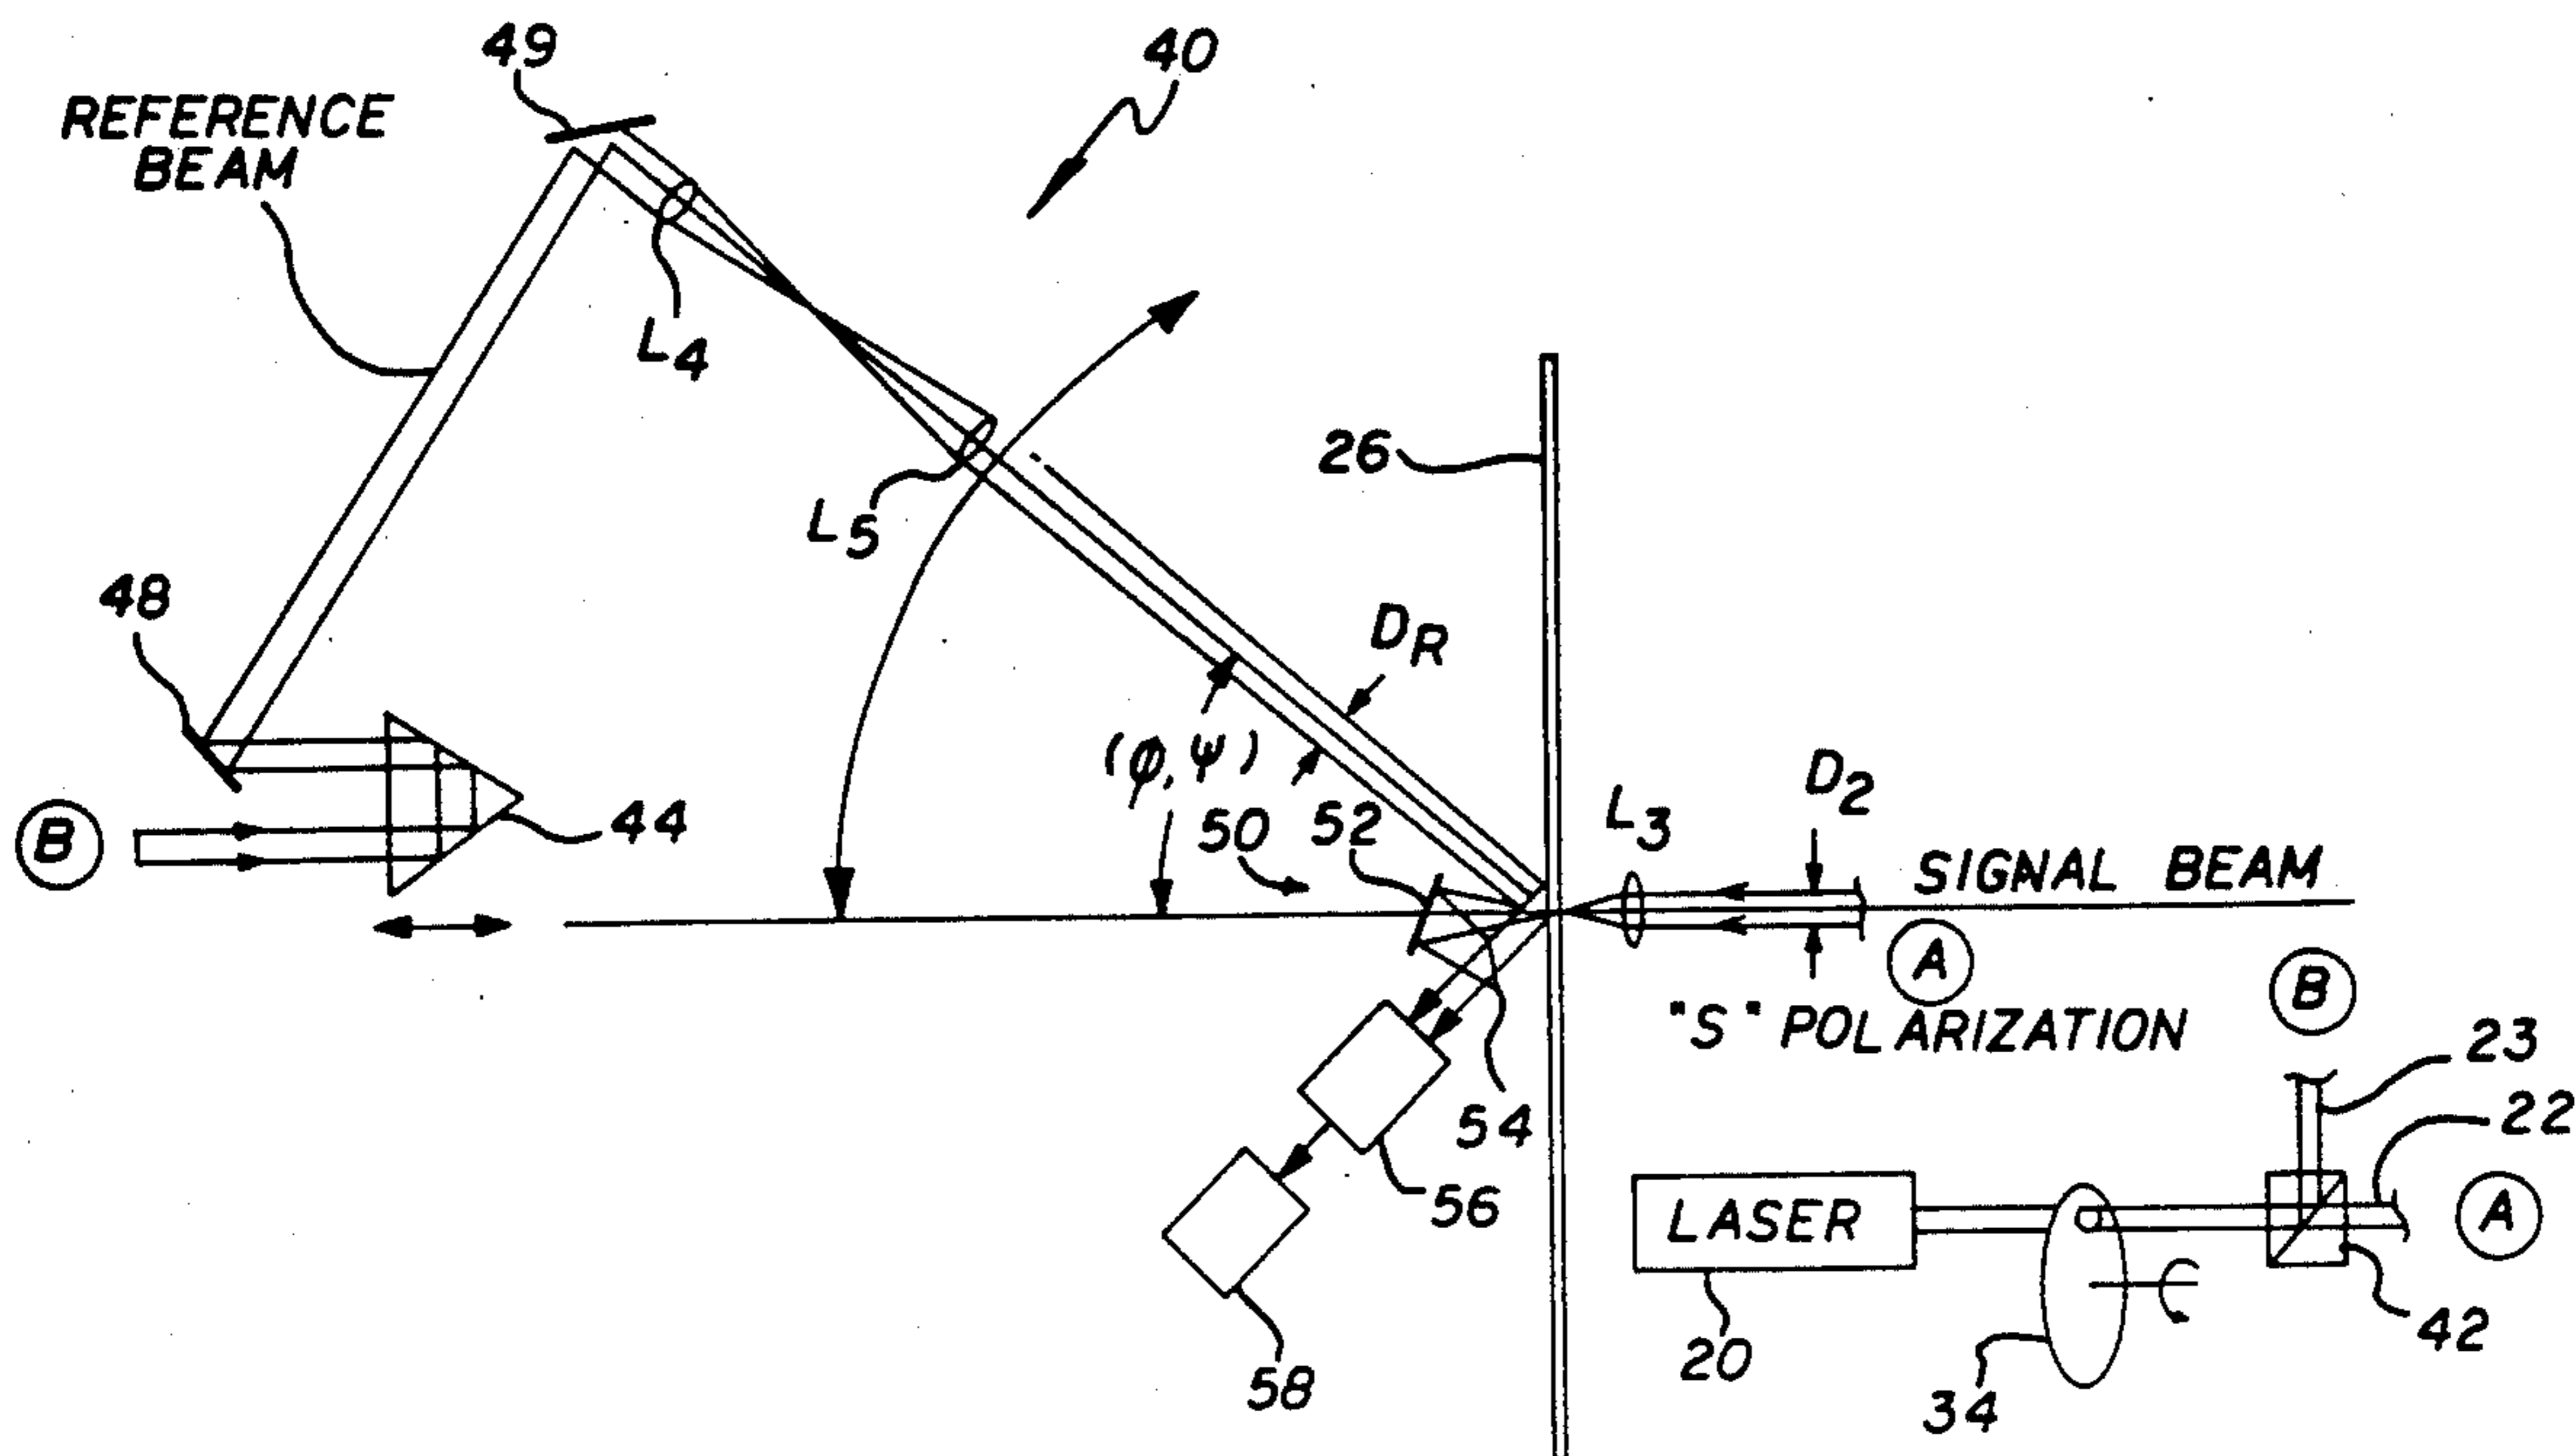 49
40
REFERENCE
BEAM
L4
26
L5
48
DR
(φ, ψ)
D2
L3
50
52
44
B
SIGNAL BEAM
A
B
"S" POLARIZATION
23
22
54
56
LASER
A
20
42
58
34